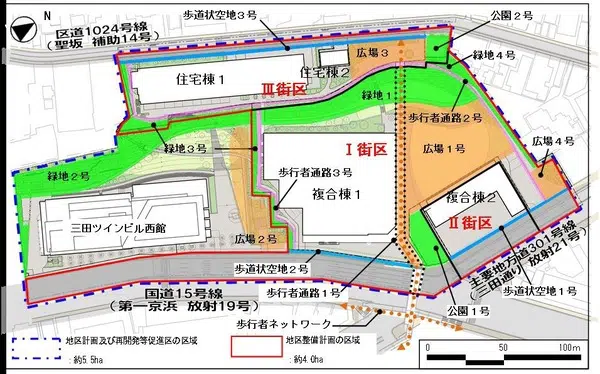 N
区道1024号線
(聖坂 補助14号)
歩道状空地3号
公園2号
広場3
緑地4号
住宅棟1
住宅棟2
Ⅲ街区
緑地1
歩行者通路2号
緑地3号
Ⅰ街区
広場1号
広場4号
緑地2号
歩行者通路3号
複合棟1
複合棟2
Ⅱ街区
三田ツインビル西館
広場2号
主要地方道301号線
(三田通り 放射21号)
歩道状空地2号
歩道状空地1号
国道15号線
(第一京浜 放射19号)
歩行者通路1号
公園1号
歩行者ネットワーク
地区計画及び再開発等促進区の区域
:約5.5ha
地区整備計画の区域
:約4.0ha
0 50 100m